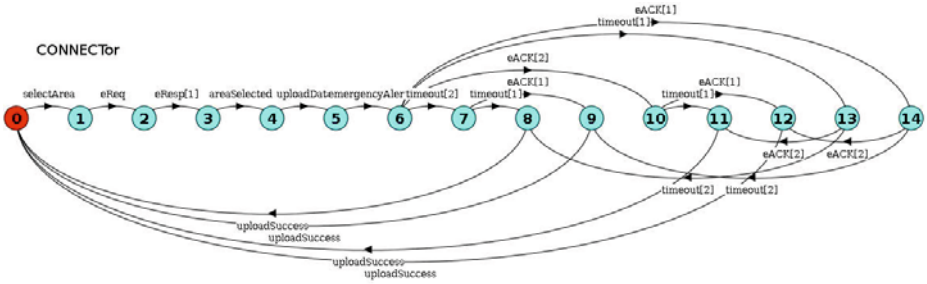 eACK[1]
timeout[1]
CONNECTor
eACK[2]
eACK[1]
eACK[1]
selectArea
eReq
eResp[1]
areaSelected
uploadDatemergencyAler
timeout[2]
timeout[1]
timeout[1]
0 1 2 3 4 5 6 7 8 9 10 11 12 13 14
eACK[2]
eACK[2]
timeout[2]
timeout[2]
uploadSuccess
uploadSuccess
uploadSuccess
uploadSuccess